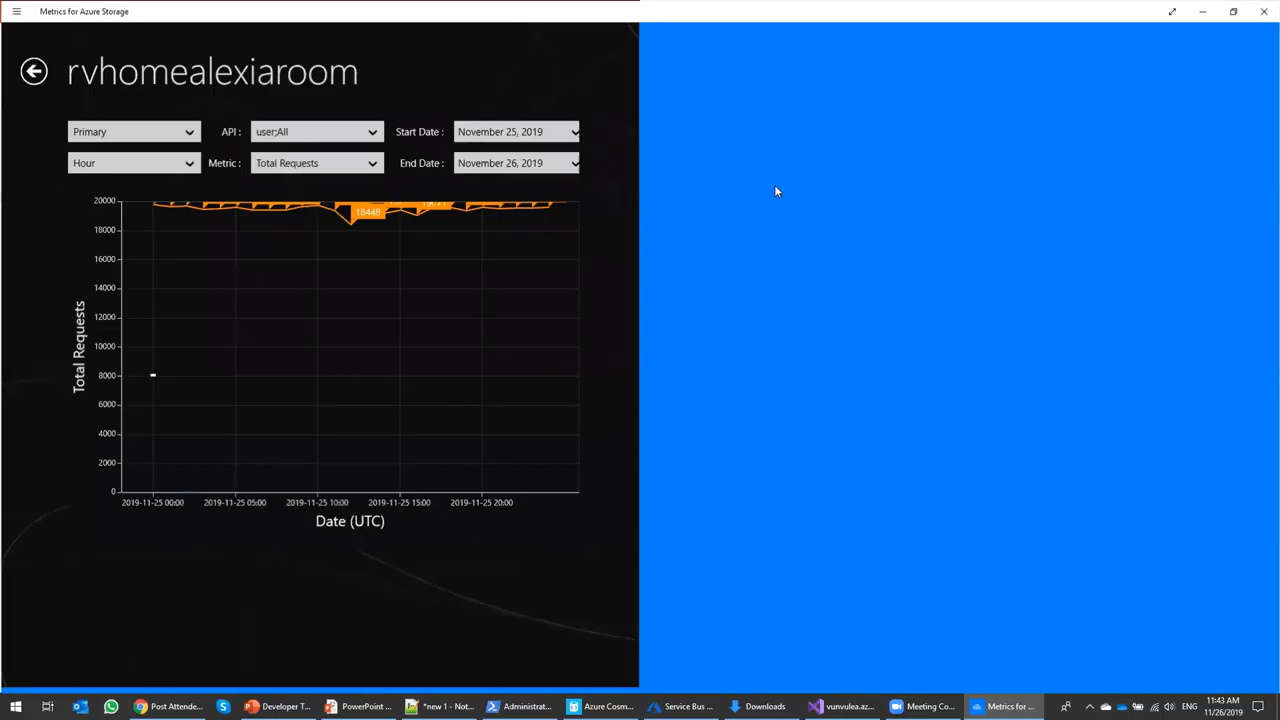 Metrics for Azure Storage
rvhomealexiaroom
Primary API : user;All Start Date : November 25, 2019
Hour Metric : Total Requests End Date : November 26, 2019
20000
18448
18000
16000
14000
12000
10000
8000
6000
4000
2000
0
Total Requests
2019-11-25 00:00 2019-11-25 05:00 2019-11-25 10:00 2019-11-25 15:00 2019-11-25 20:00
Date (UTC)
Post Attende... Developer T... PowerPoint ... *new 1 - Not... Administrat... Azure Cosm... Service Bus ... Downloads vunvulea.az... Meeting Co... Metrics for ... ENG
11:43 AM
11/26/2019